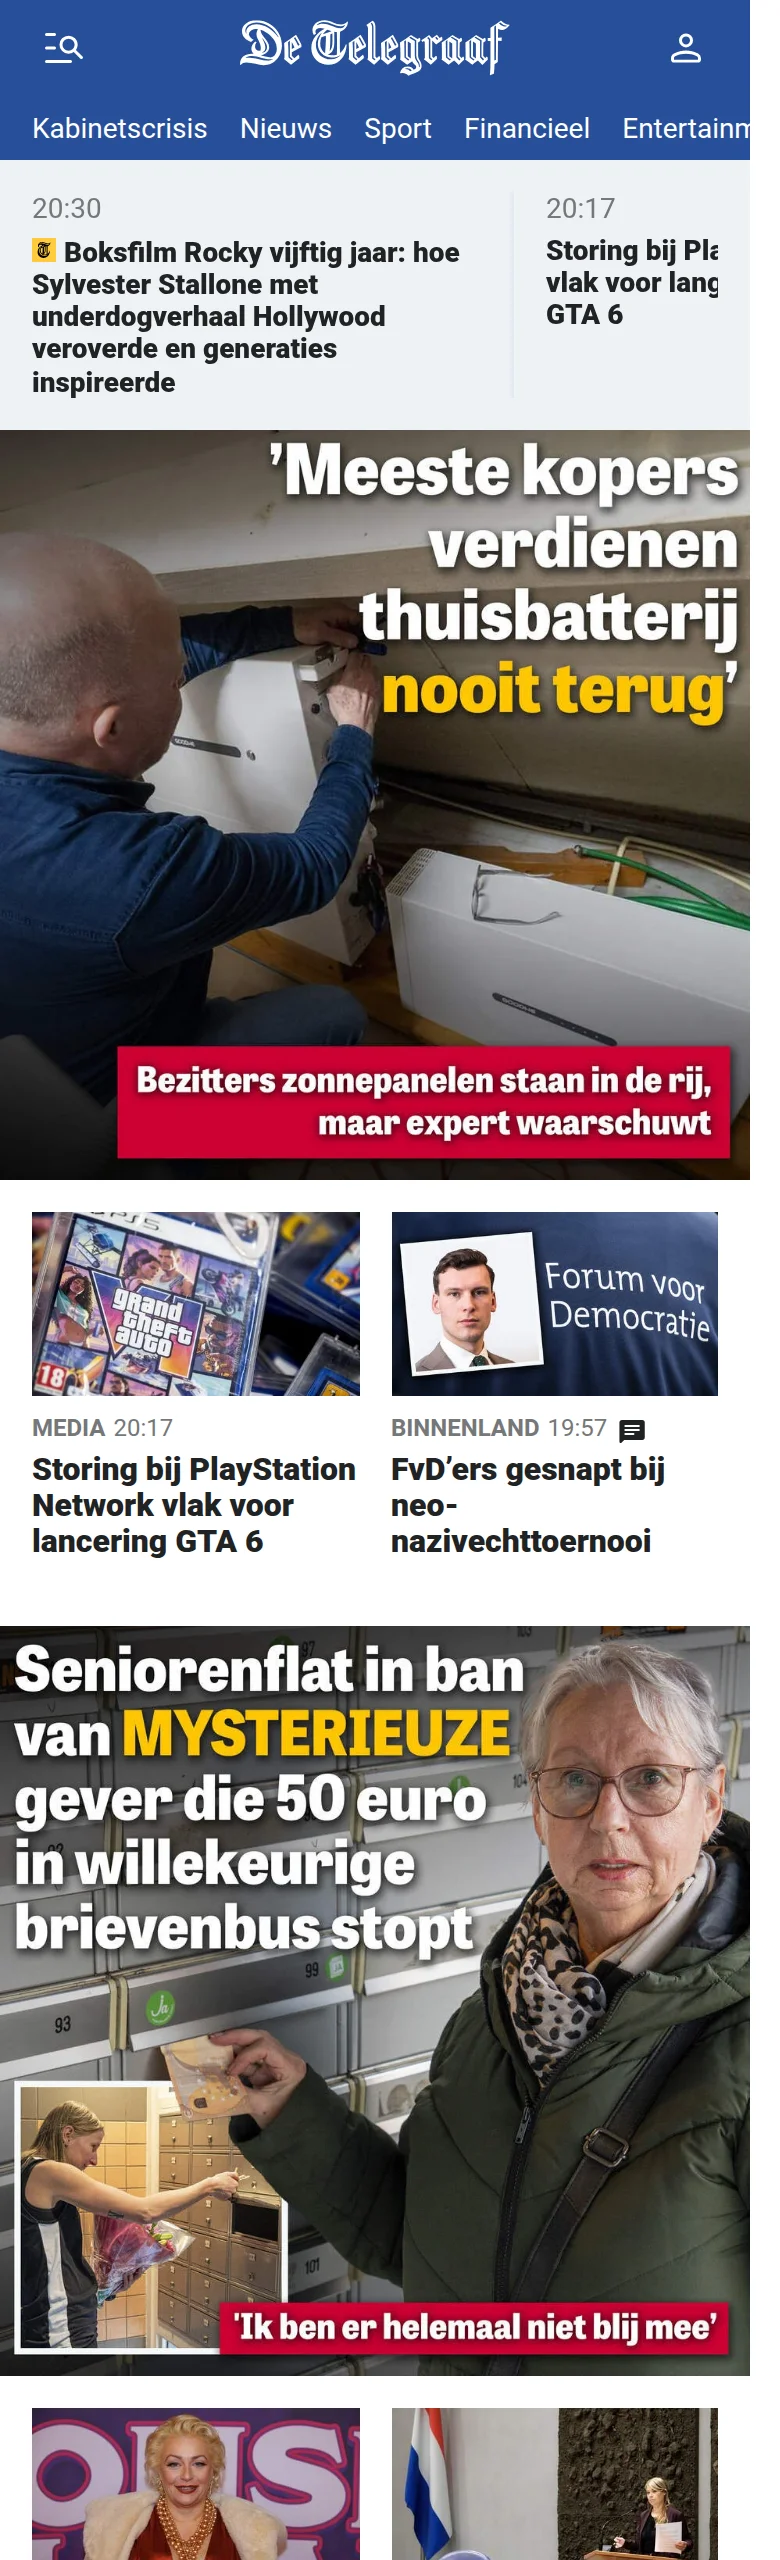 De Telegraaf
Kabinetscrisis Nieuws Sport Financieel Entertainm
20:30
Boksfilm Rocky vijftig jaar: hoe
Sylvester Stallone met
underdogverhaal Hollywood
veroverde en generaties
inspireerde
20:17
Storing bij Pla
vlak voor lang
GTA 6
’Meeste kopers
verdienen
thuisbatterij
nooit terug’
Bezitters zonnepanelen staan in de rij,
maar expert waarschuwt
PS5
grand
theft
auto
18
Forum voor
Democratie
MEDIA 20:17
Storing bij PlayStation
Network vlak voor
lancering GTA 6
BINNENLAND 19:57
FvD’ers gesnapt bij
neo-
nazivechttoernooi
Seniorenflat in ban
van MYSTERIEUZE
gever die 50 euro
in willekeurige
brievenbus stopt
97
103
104
99
ja
93
101
'Ik ben er helemaal niet blij mee’